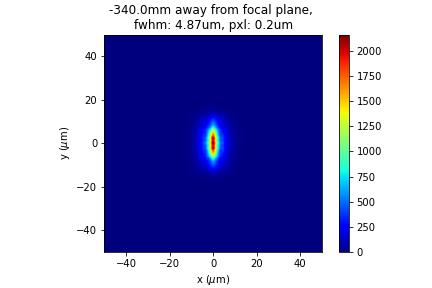 -340.0mm away from focal plane,
fwhm: 4.87um, pxl: 0.2um
40
20
0
−20
−40
y (μm)
−40 −20 0 20 40
x (μm)
2000
1750
1500
1250
1000
750
500
250
0